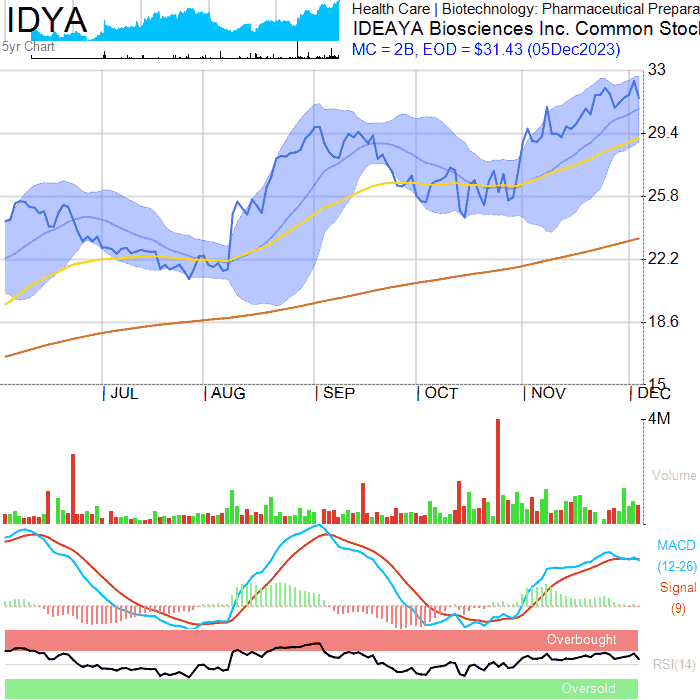 IDYA
5yr Chart
Health Care | Biotechnology: Pharmaceutical Prepara
IDEAYA Biosciences Inc. Common Stoc
MC = 2B, EOD = $31.43 (05Dec2023)
33
29.4
25.8
22.2
18.6
15
| JUL | AUG | SEP | OCT | NOV | DEC
4M
Volume
MACD
(12-26)
Signal
(9)
Overbought
RSI(14)
Oversold